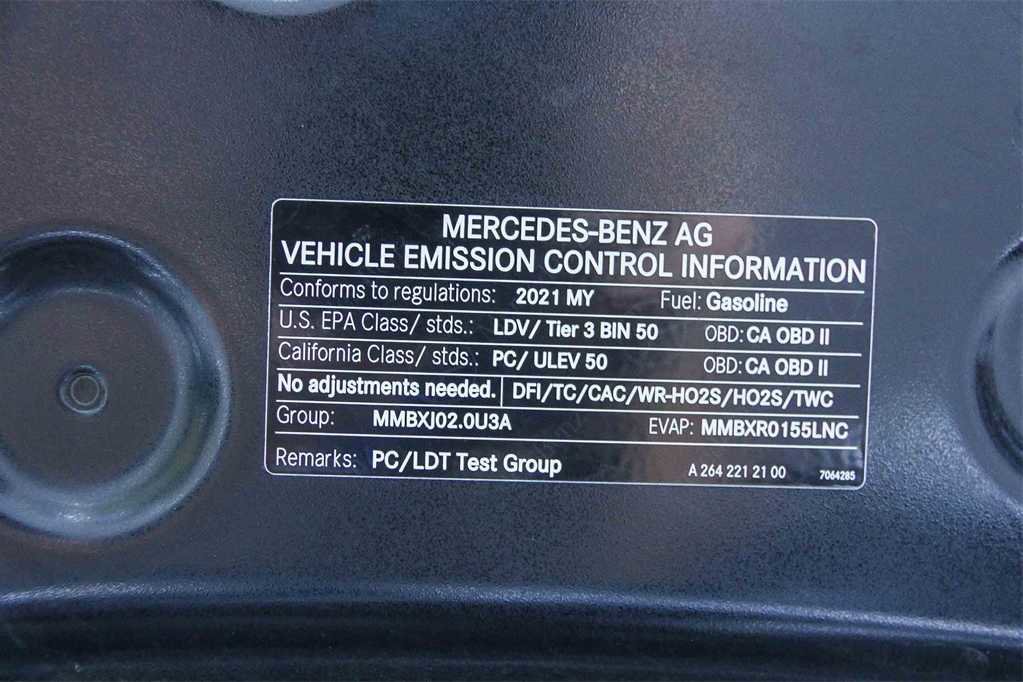 MERCEDES-BENZ AG
VEHICLE EMISSION CONTROL INFORMATION
Conforms to regulations: 2021 MY Fuel: Gasoline
U.S. EPA Class/ stds.: LDV/ Tier 3 BIN 50 OBD: CA OBD II
California Class/ stds.: PC/ ULEV 50 OBD: CA OBD II
No adjustments needed. DFI/TC/CAC/WR-HO2S/HO2S/TWC
Group: MMBXJ02.0U3A EVAP: MMBXR0155LNC
Remarks: PC/LDT Test Group A 264 221 21 00 7064285